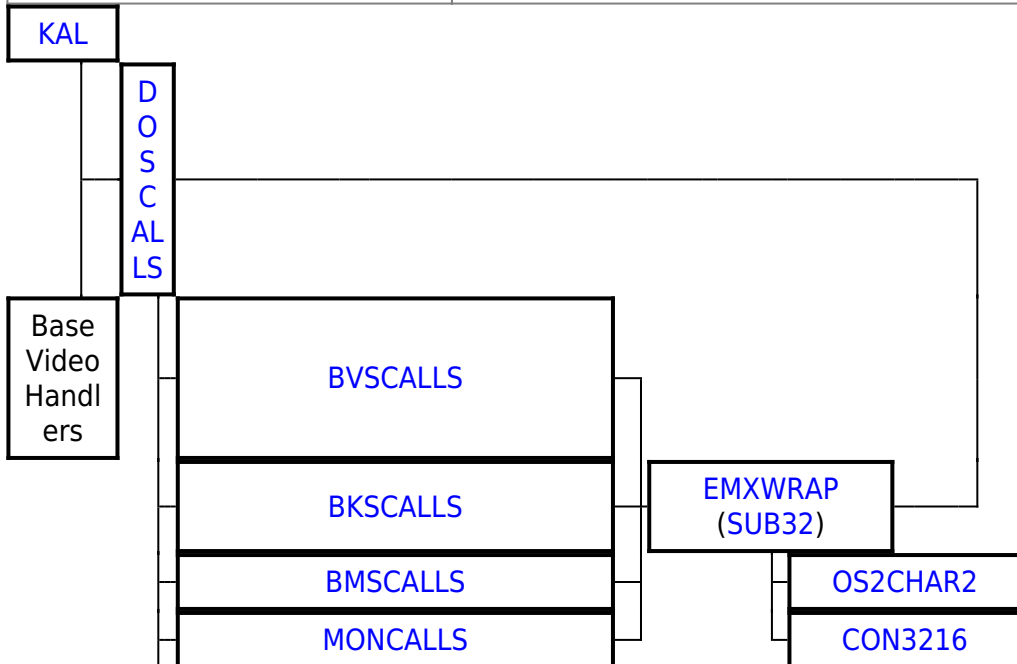 KAL
D
O
S
C
AL
LS
Base
Video
Handl
ers
BVSCALLS
BKSCALLS
EMXWRAP
(SUB32)
BMSCALLS
OS2CHAR2
MONCALLS
CON3216